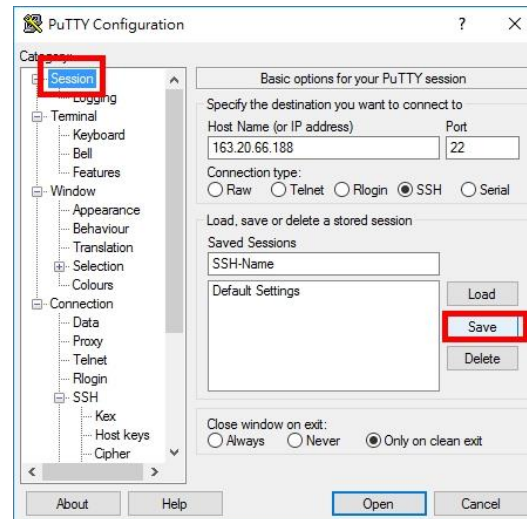 PuTTY Configuration
? X
Category:
Session
Logging
Terminal
Keyboard
Bell
Features
Window
Appearance
Behaviour
Translation
Selection
Colours
Connection
Data
Proxy
Telnet
Rlogin
SSH
Kex
Host keys
Cipher
Basic options for your PuTTY session
Specify the destination you want to connect to
Host Name (or IP address) Port
163.20.66.188 22
Connection type:
Raw Telnet Rlogin SSH Serial
Load, save or delete a stored session
Saved Sessions
SSH-Name
Default Settings
Load
Save
Delete
Close window on exit:
Always Never Only on clean exit
About Help Open Cancel